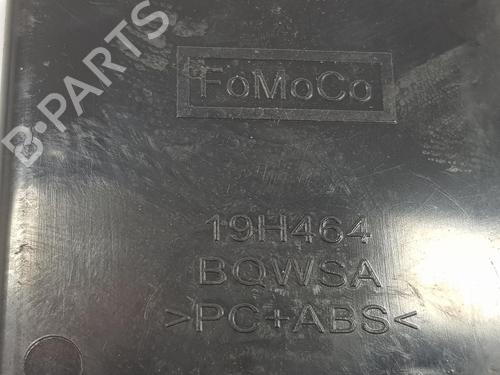 B-PARTS
FoMoCo
19H464
BQWSA
>PC+ABS<